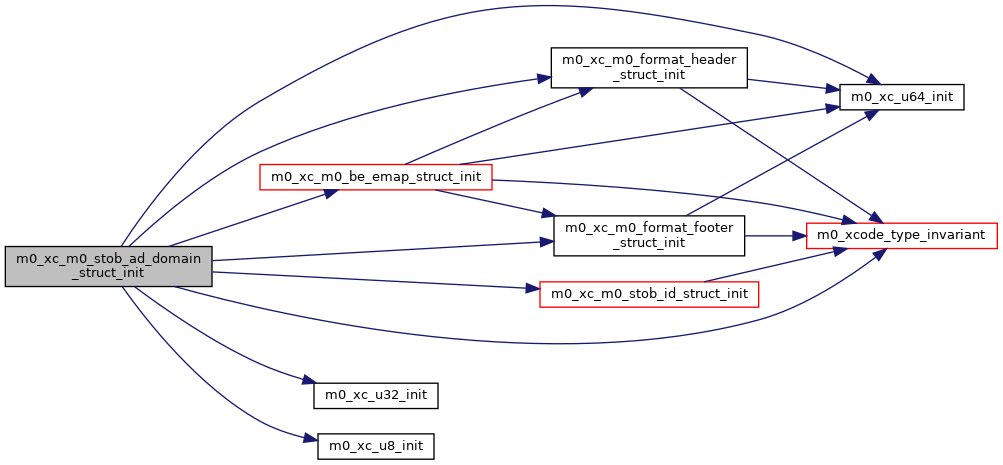 m0_xc_m0_format_header
_struct_init
m0_xc_u64_init
m0_xc_m0_be_emap_struct_init
m0_xc_m0_format_footer
_struct_init
m0_xcode_type_invariant
m0_xc_m0_stob_ad_domain
_struct_init
m0_xc_m0_stob_id_struct_init
m0_xc_u32_init
m0_xc_u8_init